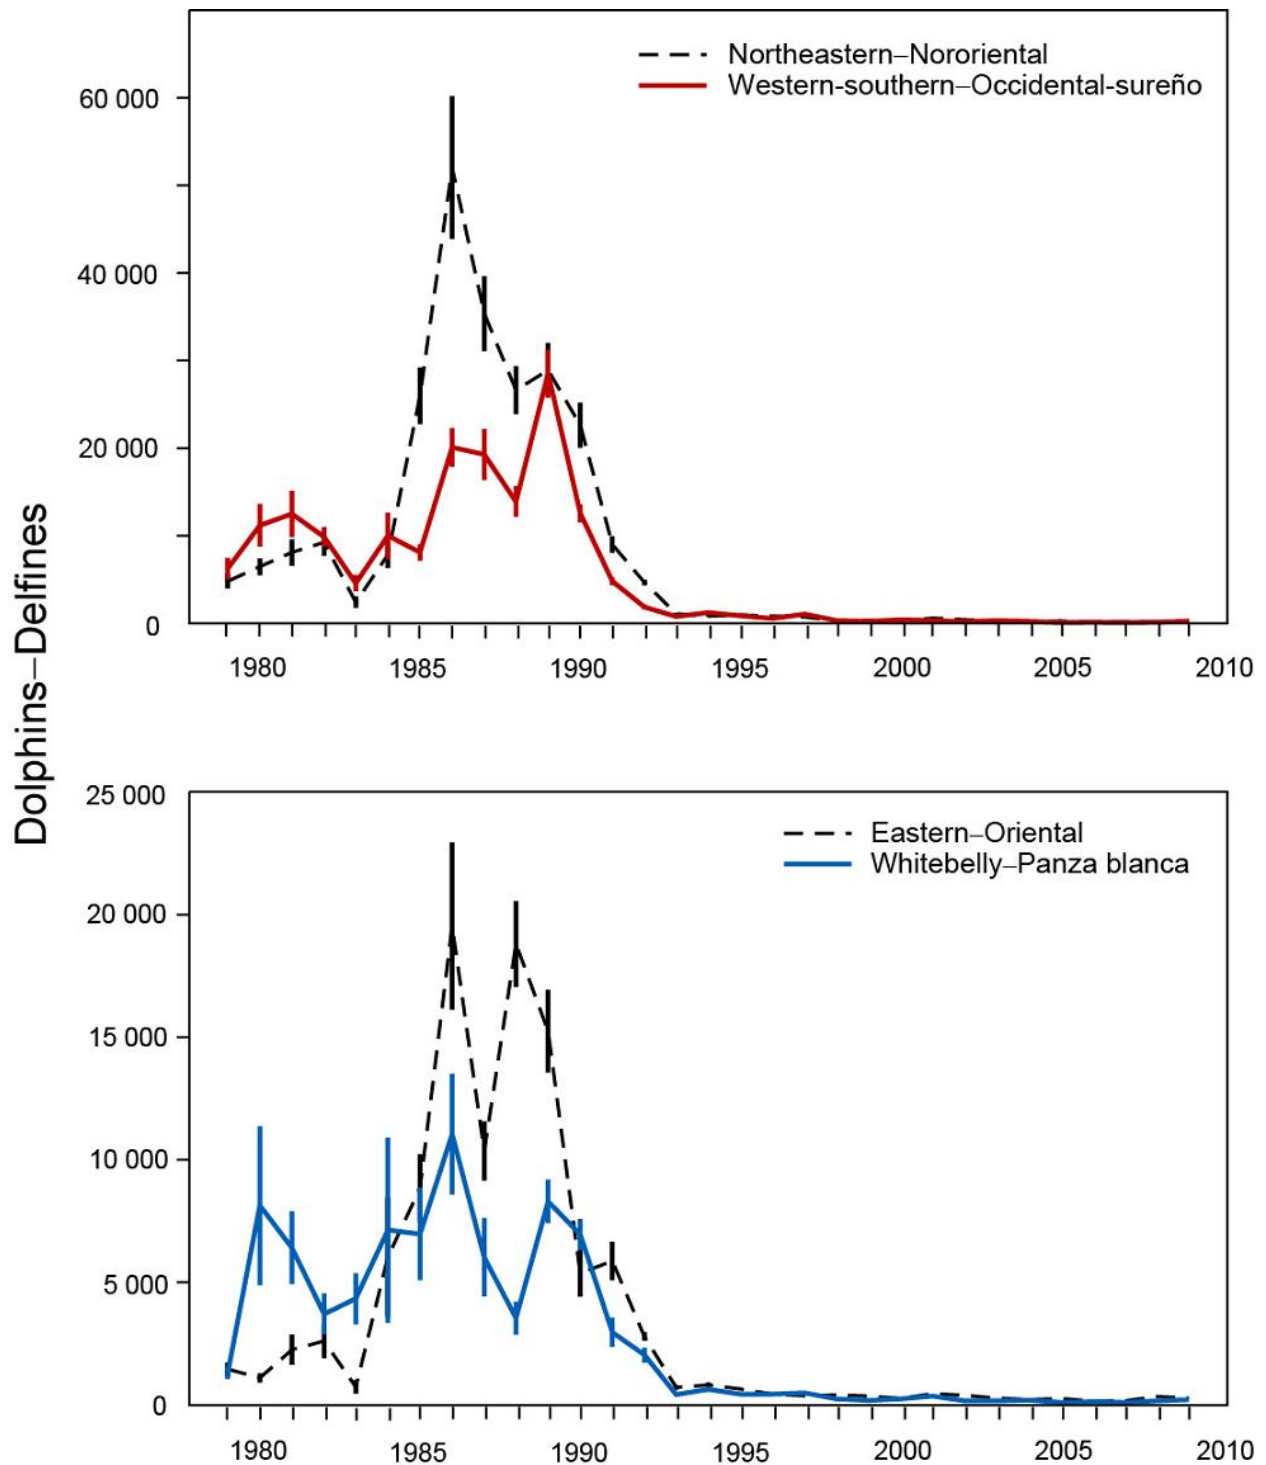 Dolphins–Delfines
Northeastern–Nororiental
Western-southern–Occidental-sureño
60 000
40 000
20 000
0
1980 1985 1990 1995 2000 2005 2010
25 000
Eastern–Oriental
Whitebelly–Panza blanca
20 000
15 000
10 000
5 000
0
1980 1985 1990 1995 2000 2005 2010